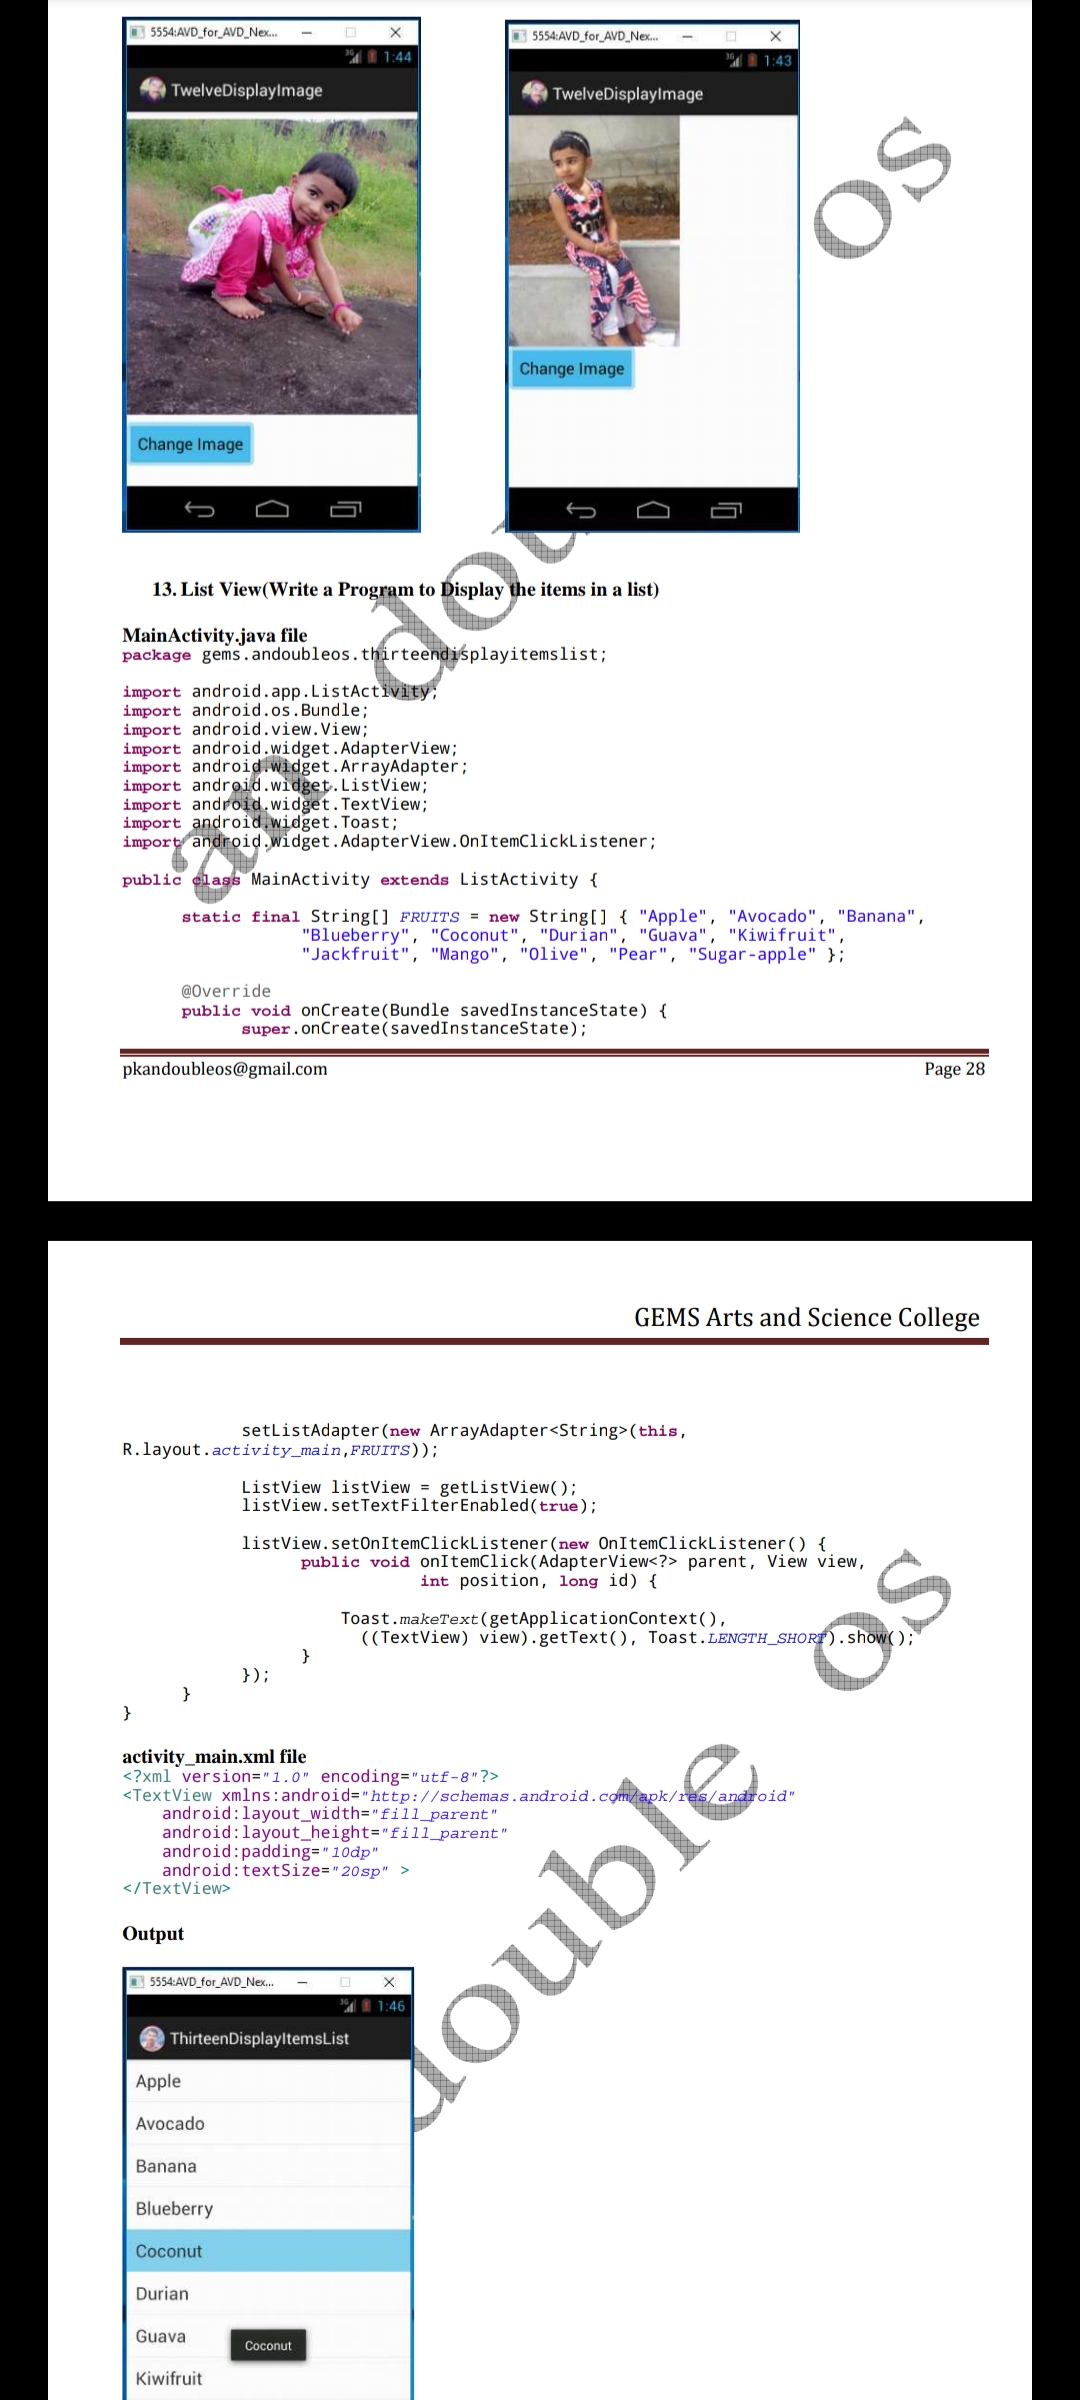 5554:AVD_for_AVD_Nex...
3G 1:44
TwelveDisplayImage
Change Image
5554:AVD_for_AVD_Nex...
3G 1:43
TwelveDisplayImage
Change Image
an double os
13. List View(Write a Program to Display the items in a list)
MainActivity.java file
package gems.andoubleos.thirteendisplayitemslist;
import android.app.ListActivity;
import android.os.Bundle;
import android.view.View;
import android.widget.AdapterView;
import android.widget.ArrayAdapter;
import android.widget.ListView;
import android.widget.TextView;
import android.widget.Toast;
import android.widget.AdapterView.OnItemClickListener;
public class MainActivity extends ListActivity {
static final String[] FRUITS = new String[] { "Apple", "Avocado", "Banana",
"Blueberry", "Coconut", "Durian", "Guava", "Kiwifruit",
"Jackfruit", "Mango", "Olive", "Pear", "Sugar-apple" };
@Override
public void onCreate(Bundle savedInstanceState) {
super.onCreate(savedInstanceState);
pkandoubleos@gmail.com Page 28
GEMS Arts and Science College
setListAdapter(new ArrayAdapter<String>(this,
R.layout.activity_main,FRUITS));
ListView listView = getListView();
listView.setTextFilterEnabled(true);
listView.setOnItemClickListener(new OnItemClickListener() {
public void onItemClick(AdapterView<?> parent, View view,
int position, long id) {
Toast.makeText(getApplicationContext(),
((TextView) view).getText(), Toast.LENGTH_SHORT).show();
}
});
}
}
activity_main.xml file
<?xml version="1.0" encoding="utf-8"?>
<TextView xmlns:android="http://schemas.android.com/apk/res/android"
android:layout_width="fill_parent"
android:layout_height="fill_parent"
android:padding="10dp"
android:textSize="20sp" >
</TextView>
double os
Output
5554:AVD_for_AVD_Nex...
3G 1:46
ThirteenDisplayItemsList
Apple
Avocado
Banana
Blueberry
Coconut
Durian
Guava
Coconut
Kiwifruit